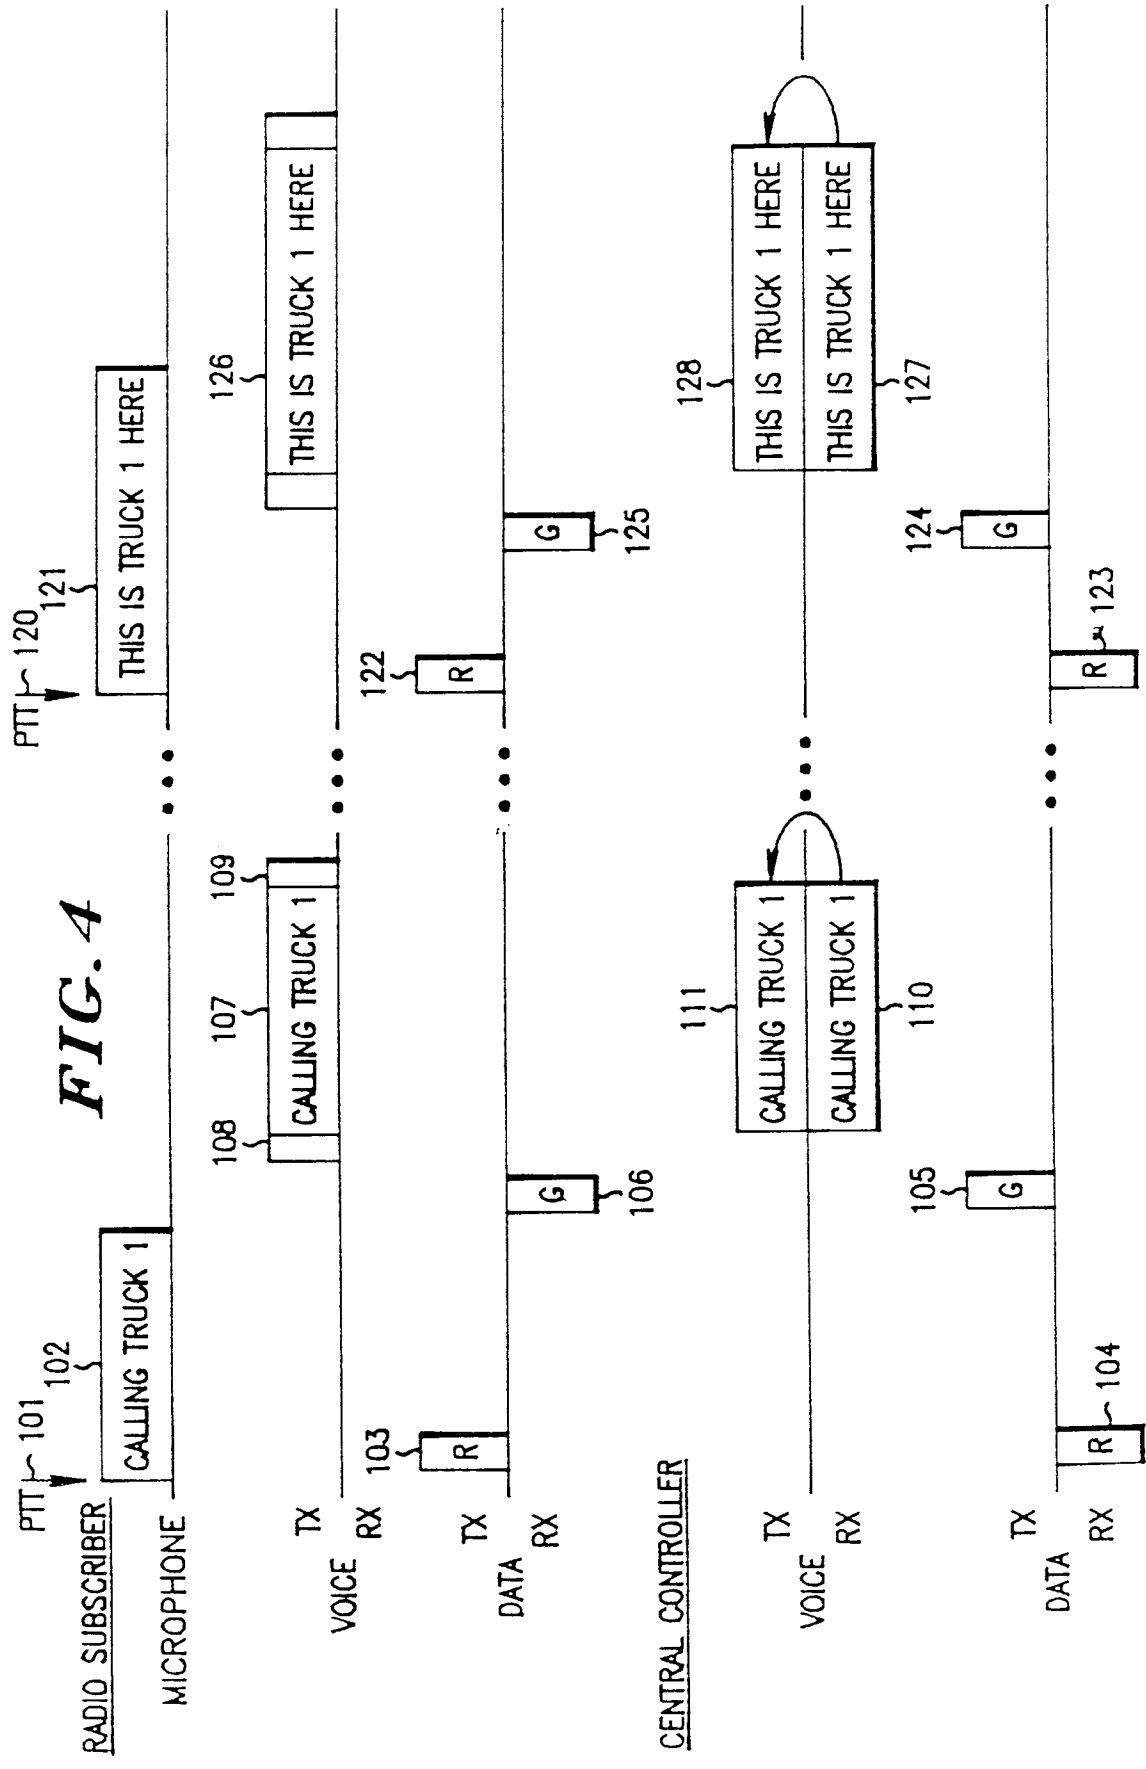 FIG. 4
RADIO SUBSCRIBER
PTT 101
PTT 120
102
121
MICROPHONE
CALLING TRUCK 1
THIS IS TRUCK 1 HERE
108
107
109
126
VOICE
TX
RX
CALLING TRUCK 1
THIS IS TRUCK 1 HERE
103
122
DATA
TX
RX
R
G
R
G
106
125
CENTRAL CONTROLLER
111
128
VOICE
TX
RX
CALLING TRUCK 1
THIS IS TRUCK 1 HERE
CALLING TRUCK 1
THIS IS TRUCK 1 HERE
110
127
105
124
DATA
TX
RX
G
G
R
104
R
123